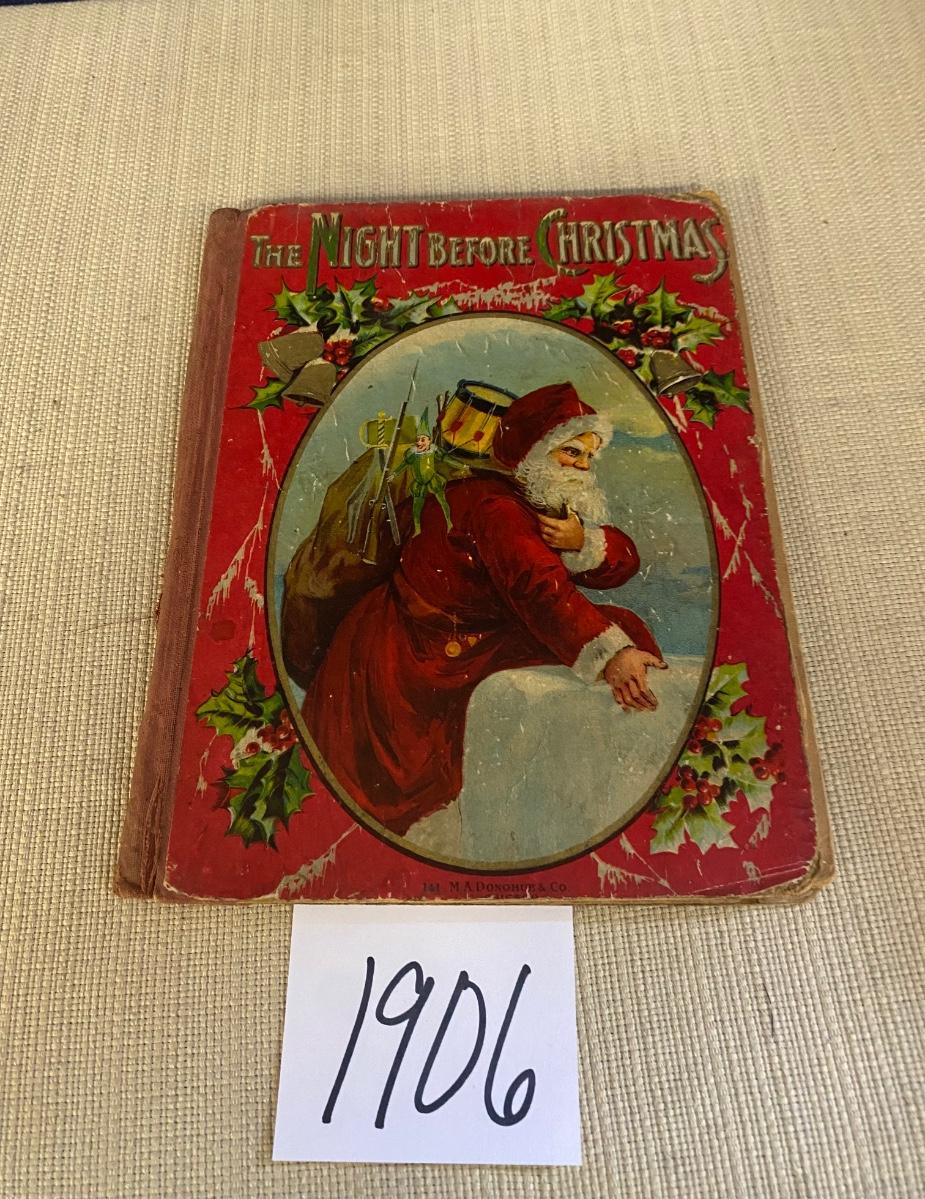 The Night Before Christmas
141 M.A. Donohue & Co.
1906